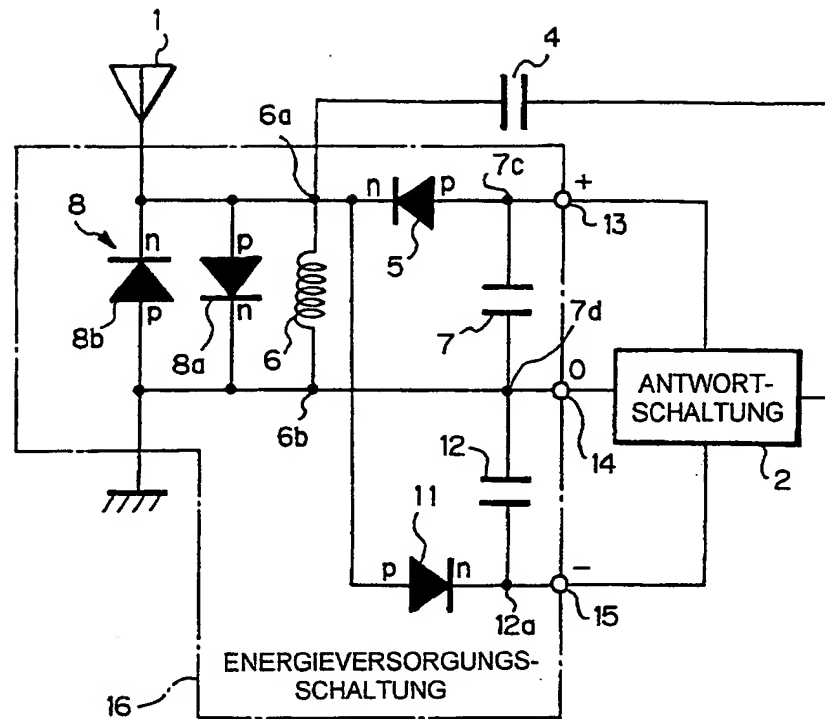 1
4
6a
7c
+
n
p
8
n
p
5
13
7
7d
8b
p
n
8a
6
0
ANTWORT-
SCHALTUNG
6b
14
2
12
11
p
n
−
12a
15
ENERGIEVERSORGUNGS-
SCHALTUNG
16